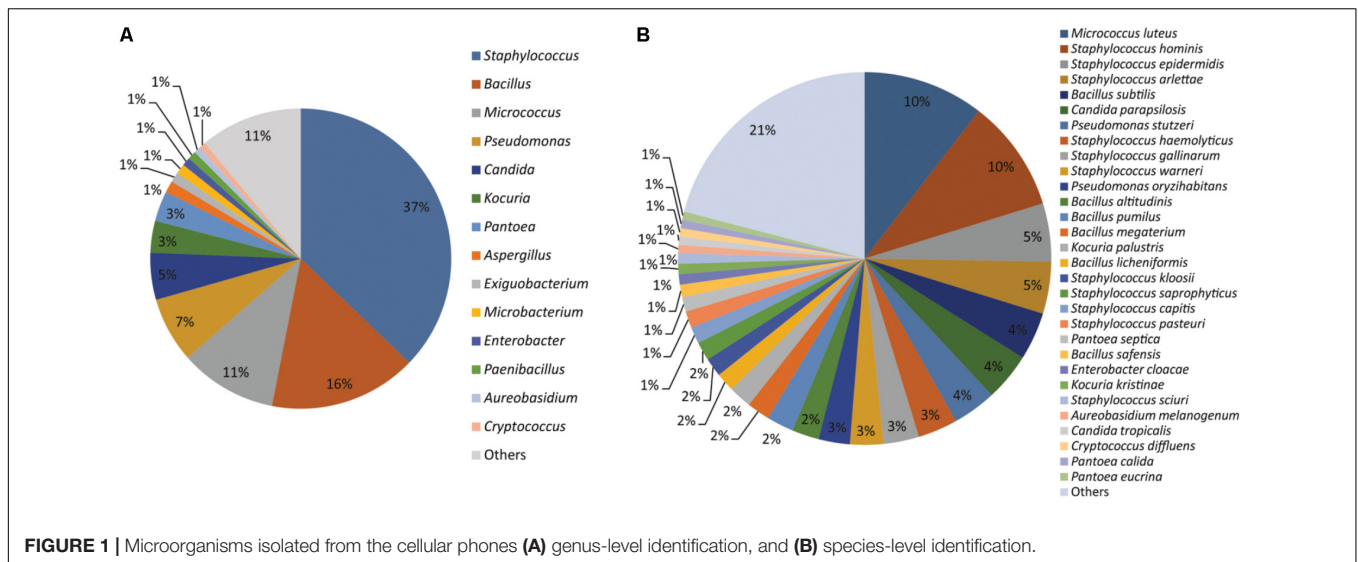 A
Staphylococcus
Bacillus
Micrococcus
Pseudomonas
Candida
Kocuria
Pantoea
Aspergillus
Exiguobacterium
Microbacterium
Enterobacter
Paenibacillus
Aureobasidium
Cryptococcus
Others
37%
16%
11%
7%
5%
3%
3%
1%
1%
1%
1%
1%
1%
1%
11%
B
Micrococcus luteus
Staphylococcus hominis
Staphylococcus epidermidis
Staphylococcus arlettae
Bacillus subtilis
Candida parapsilosis
Pseudomonas stutzeri
Staphylococcus haemolyticus
Staphylococcus gallinarum
Staphylococcus warneri
Pseudomonas oryzihabitans
Bacillus altitudinis
Bacillus pumilus
Bacillus megaterium
Kocuria palustris
Bacillus licheniformis
Staphylococcus kloosii
Staphylococcus saprophyticus
Staphylococcus capitis
Staphylococcus pasteuri
Pantoea septica
Bacillus safensis
Enterobacter cloacae
Kocuria kristinae
Staphylococcus sciuri
Aureobasidium melanogenum
Candida tropicalis
Cryptococcus diffluens
Pantoea calida
Pantoea eucrina
Others
10%
10%
5%
5%
4%
4%
4%
3%
3%
3%
3%
2%
2%
2%
2%
2%
2%
2%
1%
1%
1%
1%
1%
1%
1%
1%
1%
1%
1%
1%
21%
FIGURE 1 | Microorganisms isolated from the cellular phones (A) genus-level identification, and (B) species-level identification.